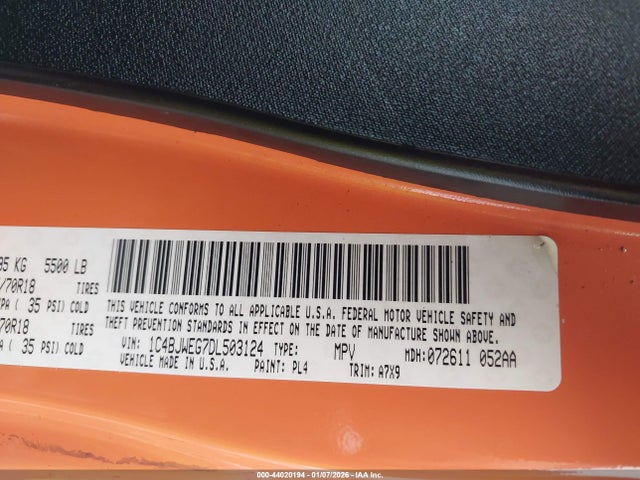 95 KG 5500 LB
/70R18 TIRES
KPA ( 35 PSI) COLD
70R18 TIRES
PA ( 35 PSI) COLD
THIS VEHICLE CONFORMS TO ALL APPLICABLE U.S.A. FEDERAL MOTOR VEHICLE SAFETY AND
THEFT PREVENTION STANDARDS IN EFFECT ON THE DATE OF MANUFACTURE SHOWN ABOVE.
VIN: 1C4BJWEG7DL503124 TYPE: MPV MDH:072611 052AA
VEHICLE MADE IN U.S.A. PAINT: PL4 TRIM: A7X9
000-44020194 - 01/07/2026 - IAA Inc.